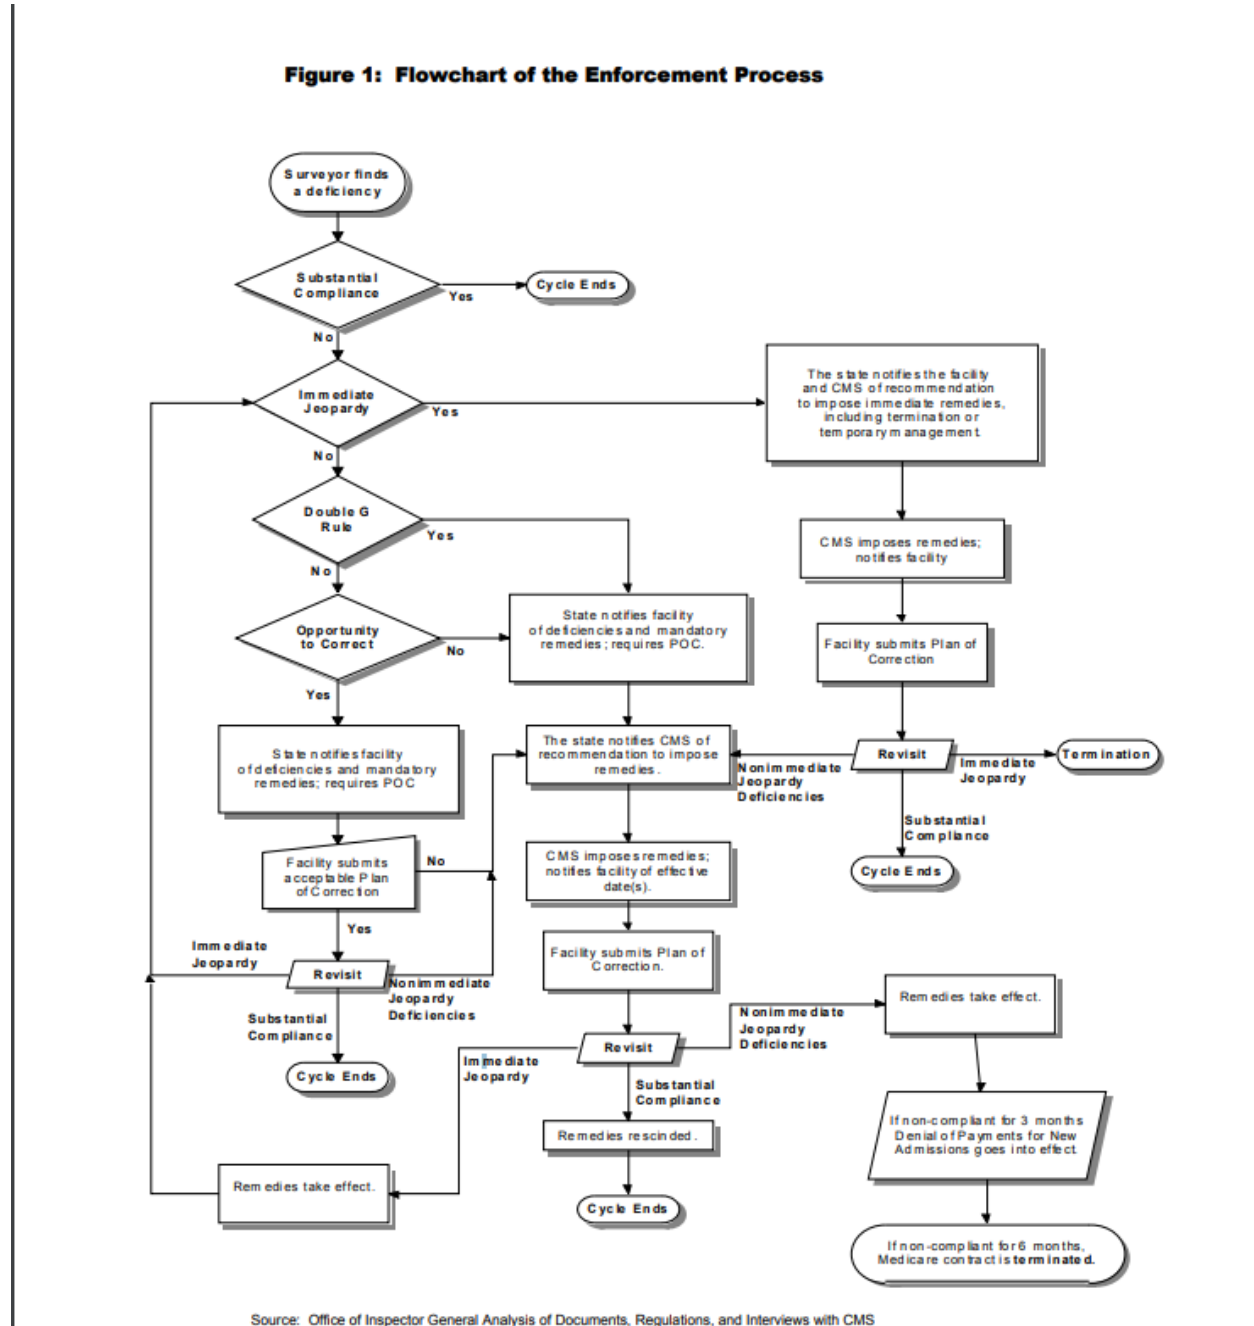 Figure 1: Flowchart of the Enforcement Process
Surveyor finds
a deficiency
Substantial
Compliance
Yes
Cycle Ends
No
Immediate
Jeopardy
Yes
The state notifies the facility
and CMS of recommendation
to impose immediate remedies,
including termination or
temporary management.
No
Double G
Rule
Yes
CMS imposes remedies;
notifies facility
No
Opportunity
to Correct
No
State notifies facility
of deficiencies and mandatory
remedies; requires POC.
Facility submits Plan of
Correction
Yes
State notifies facility
of deficiencies and mandatory
remedies; requires POC
The state notifies CMS of
recommendation to impose
remedies.
Nonimmediate
Jeopardy
Deficiencies
Revisit
Immediate
Jeopardy
Termination
Substantial
Compliance
Cycle Ends
Facility submits
acceptable Plan
of Correction
No
CMS imposes remedies;
notifies facility of effective
date(s).
Yes
Immediate
Jeopardy
Revisit
Nonimmediate
Jeopardy
Deficiencies
Substantial
Compliance
Cycle Ends
Facility submits Plan of
Correction.
Revisit
Immediate
Jeopardy
Nonimmediate
Jeopardy
Deficiencies
Substantial
Compliance
Remedies take effect.
Remedies rescinded.
Cycle Ends
Remedies take effect.
If non-compliant for 3 months
Denial of Payments for New
Admissions goes into effect
If non-compliant for 6 months,
Medicare contract is terminated.
Source: Office of Inspector General Analysis of Documents, Regulations, and Interviews with CMS